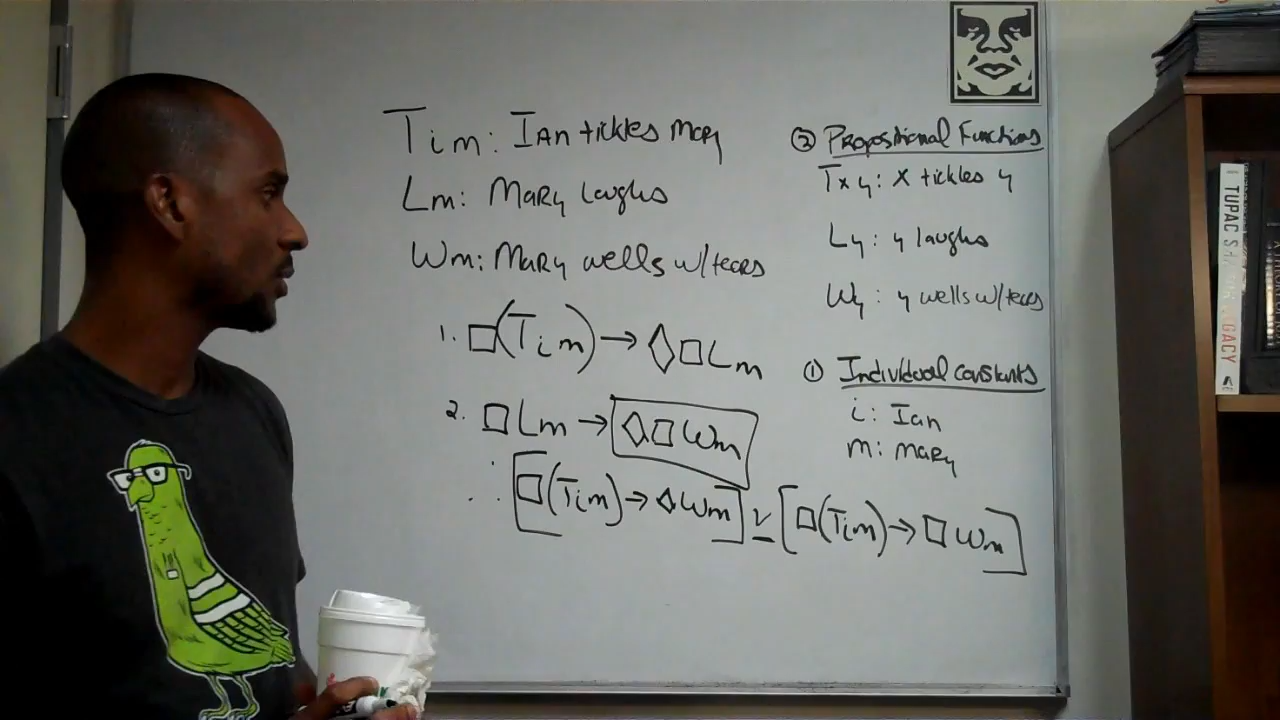 Tim: Ian tickles Mary
Lm: Mary laughs
Wm: Mary wells w/tears
1. □(Tim) → ◇□Lm
2. □Lm → ◇□Wm
∴ [□(Tim) → ◇Wm] ⊻ [□(Tim) → □Wm]
② Propositional Functions
Txy: x tickles y
Ly: y laughs
Wy: y wells w/tears
① Individual constants
i: Ian
m: Mary
TUPAC